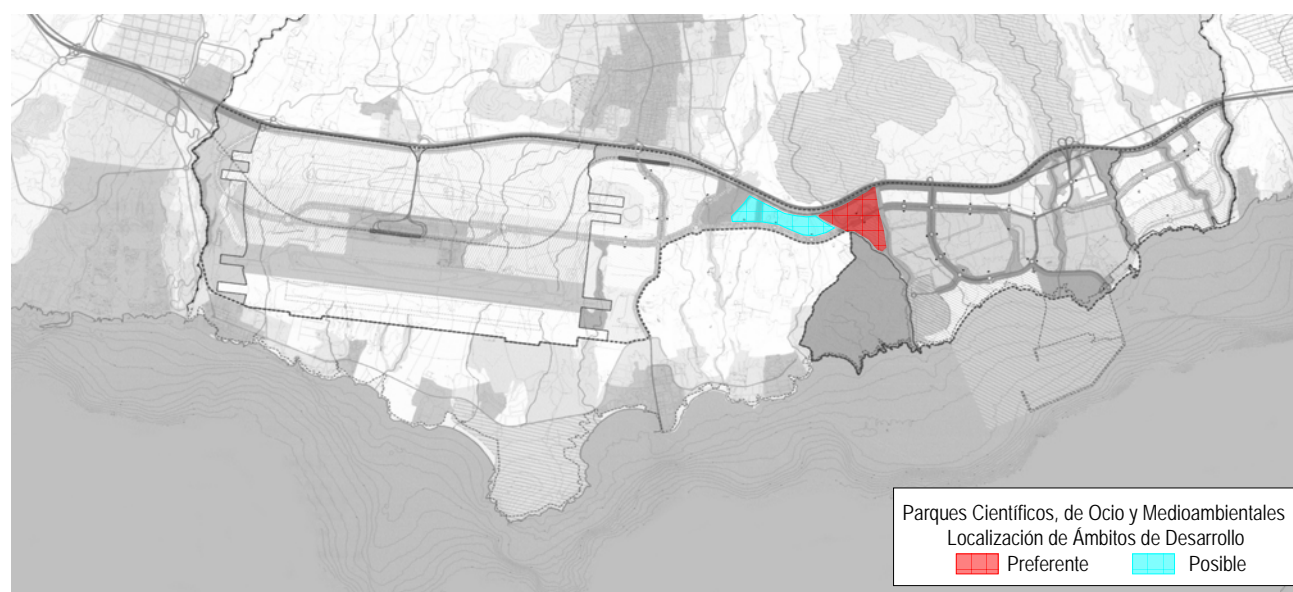 Parques Científicos, de Ocio y Medioambientales
Localización de Ámbitos de Desarrollo
Preferente Posible